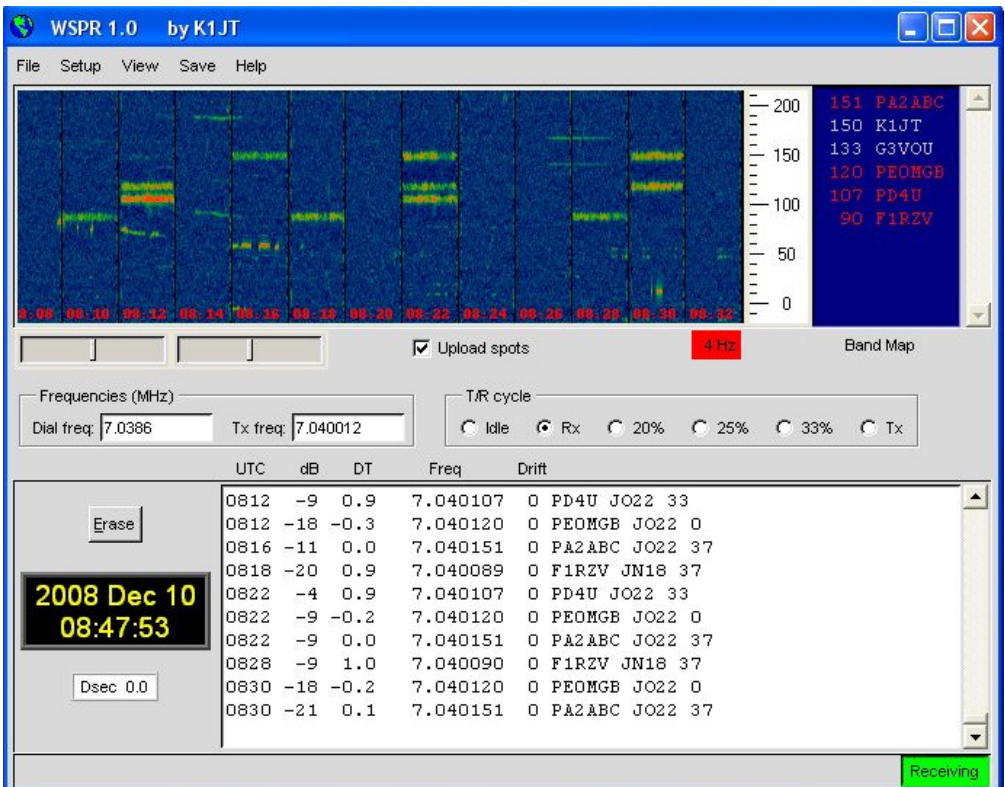 WSPR 1.0 by K1JT
File Setup View Save Help
200
150
100
50
0
8:08 08:10 08:12 08:14 08:16 08:18 08:20 08:22 08:24 08:26 08:28 08:30 08:32
151 PA2ABC
150 K1JT
133 G3VOU
120 PE0MGB
107 PD4U
90 F1RZV
Upload spots
4 Hz
Band Map
Frequencies (MHz)
Dial freq: 7.0386 Tx freq: 7.040012
T/R cycle
Idle Rx 20% 25% 33% Tx
UTC dB DT Freq Drift
0812 -9 0.9 7.040107 0 PD4U JO22 33
0812 -18 -0.3 7.040120 0 PE0MGB JO22 0
0816 -11 0.0 7.040151 0 PA2ABC JO22 37
0818 -20 0.9 7.040089 0 F1RZV JN18 37
0822 -4 0.9 7.040107 0 PD4U JO22 33
0822 -9 -0.2 7.040120 0 PE0MGB JO22 0
0822 -9 0.0 7.040151 0 PA2ABC JO22 37
0828 -9 1.0 7.040090 0 F1RZV JN18 37
0830 -18 -0.2 7.040120 0 PE0MGB JO22 0
0830 -21 0.1 7.040151 0 PA2ABC JO22 37
Erase
2008 Dec 10
08:47:53
Dsec 0.0
Receiving